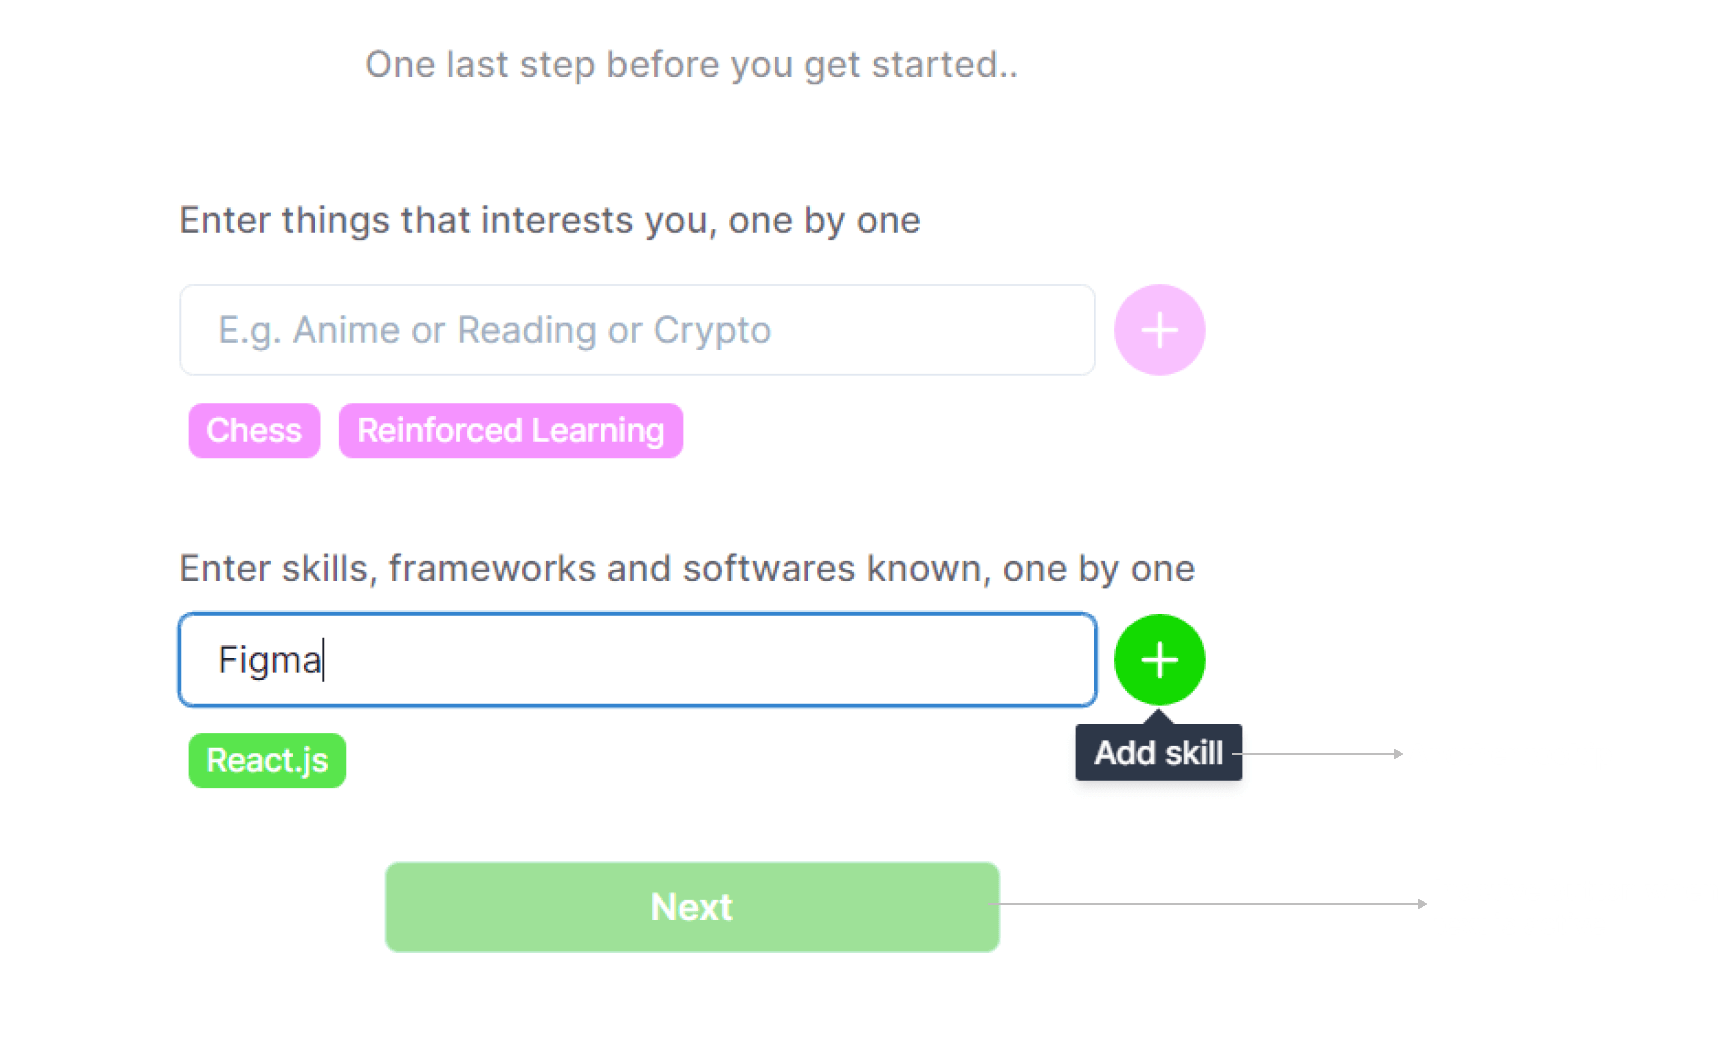 One last step before you get started..
Enter things that interests you, one by one
E.g. Anime or Reading or Crypto
Chess Reinforced Learning
Enter skills, frameworks and softwares known, one by one
Figma
React.js
Add skill
Next